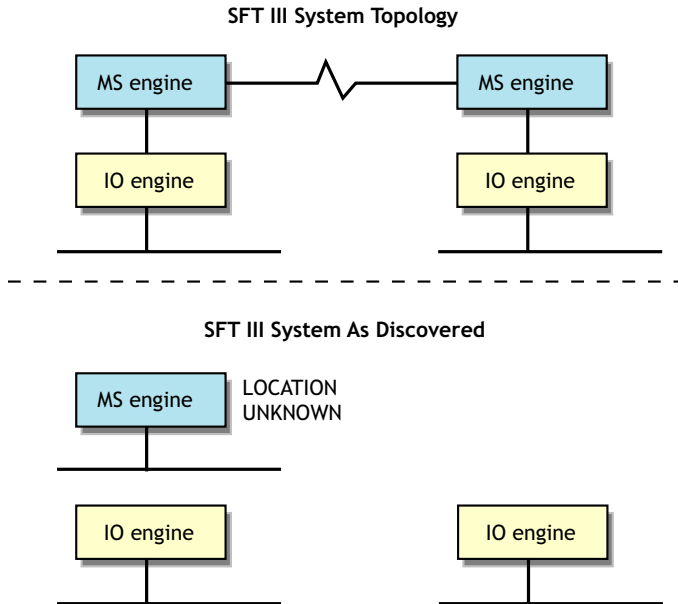 SFT III System Topology
MS engine
MS engine
IO engine
IO engine
SFT III System As Discovered
MS engine
LOCATION
UNKNOWN
IO engine
IO engine